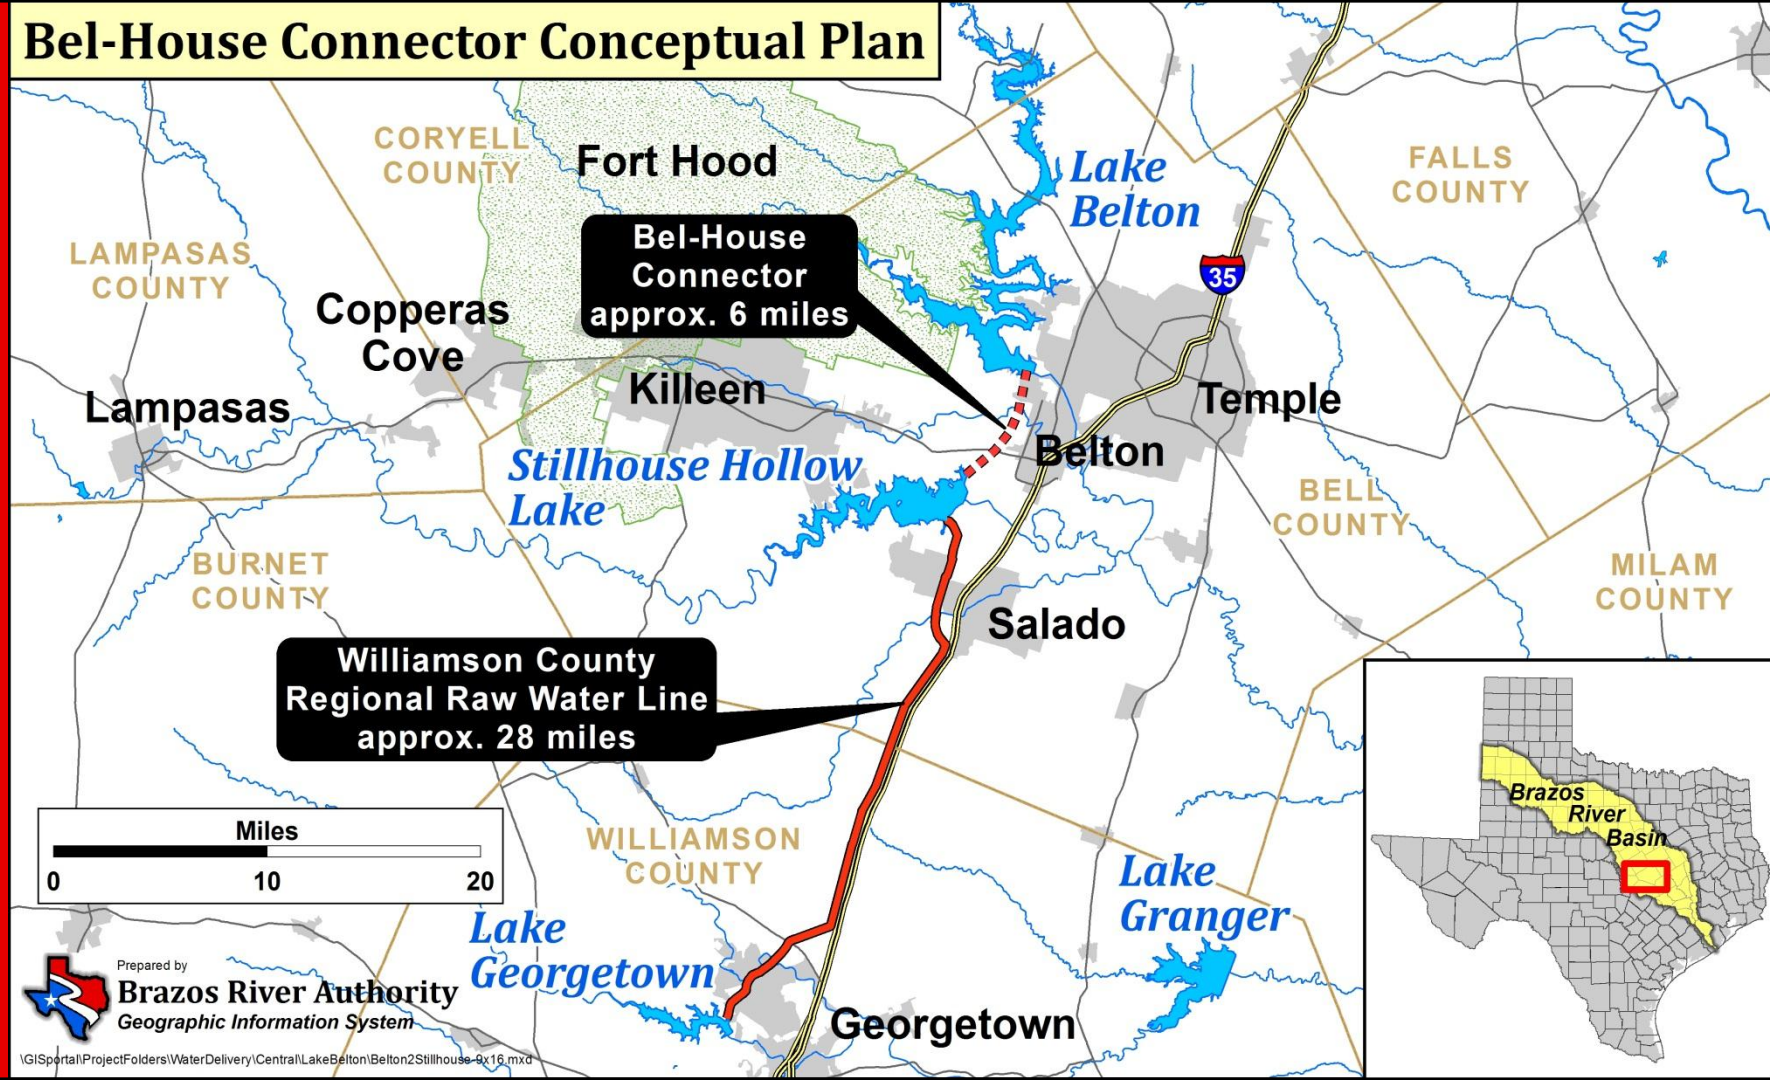 Bel-House Connector Conceptual Plan
CORYELL
COUNTY
Fort Hood
Lake
Belton
FALLS
COUNTY
LAMPASAS
COUNTY
Bel-House
Connector
approx. 6 miles
35
Copperas
Cove
Killeen
Lampasas
Temple
Belton
Stillhouse Hollow
Lake
BELL
COUNTY
BURNET
COUNTY
MILAM
COUNTY
Salado
Williamson County
Regional Raw Water Line
approx. 28 miles
Brazos
River
Basin
Miles
0 10 20
WILLIAMSON
COUNTY
Lake
Granger
Lake
Georgetown
Georgetown
Prepared by
Brazos River Authority
Geographic Information System
\GISportal\ProjectFolders\WaterDelivery\Central\LakeBelton\Belton2Stillhouse-9x16.mxd